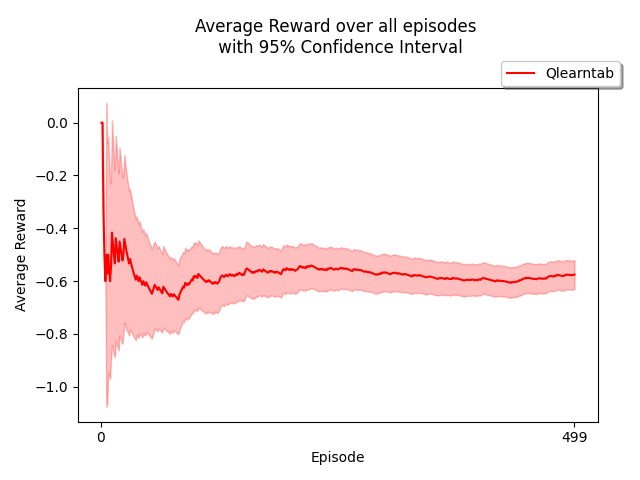 Average Reward over all episodes
with 95% Confidence Interval
Qlearntab
0.0
−0.2
−0.4
−0.6
−0.8
−1.0
Average Reward
0
499
Episode